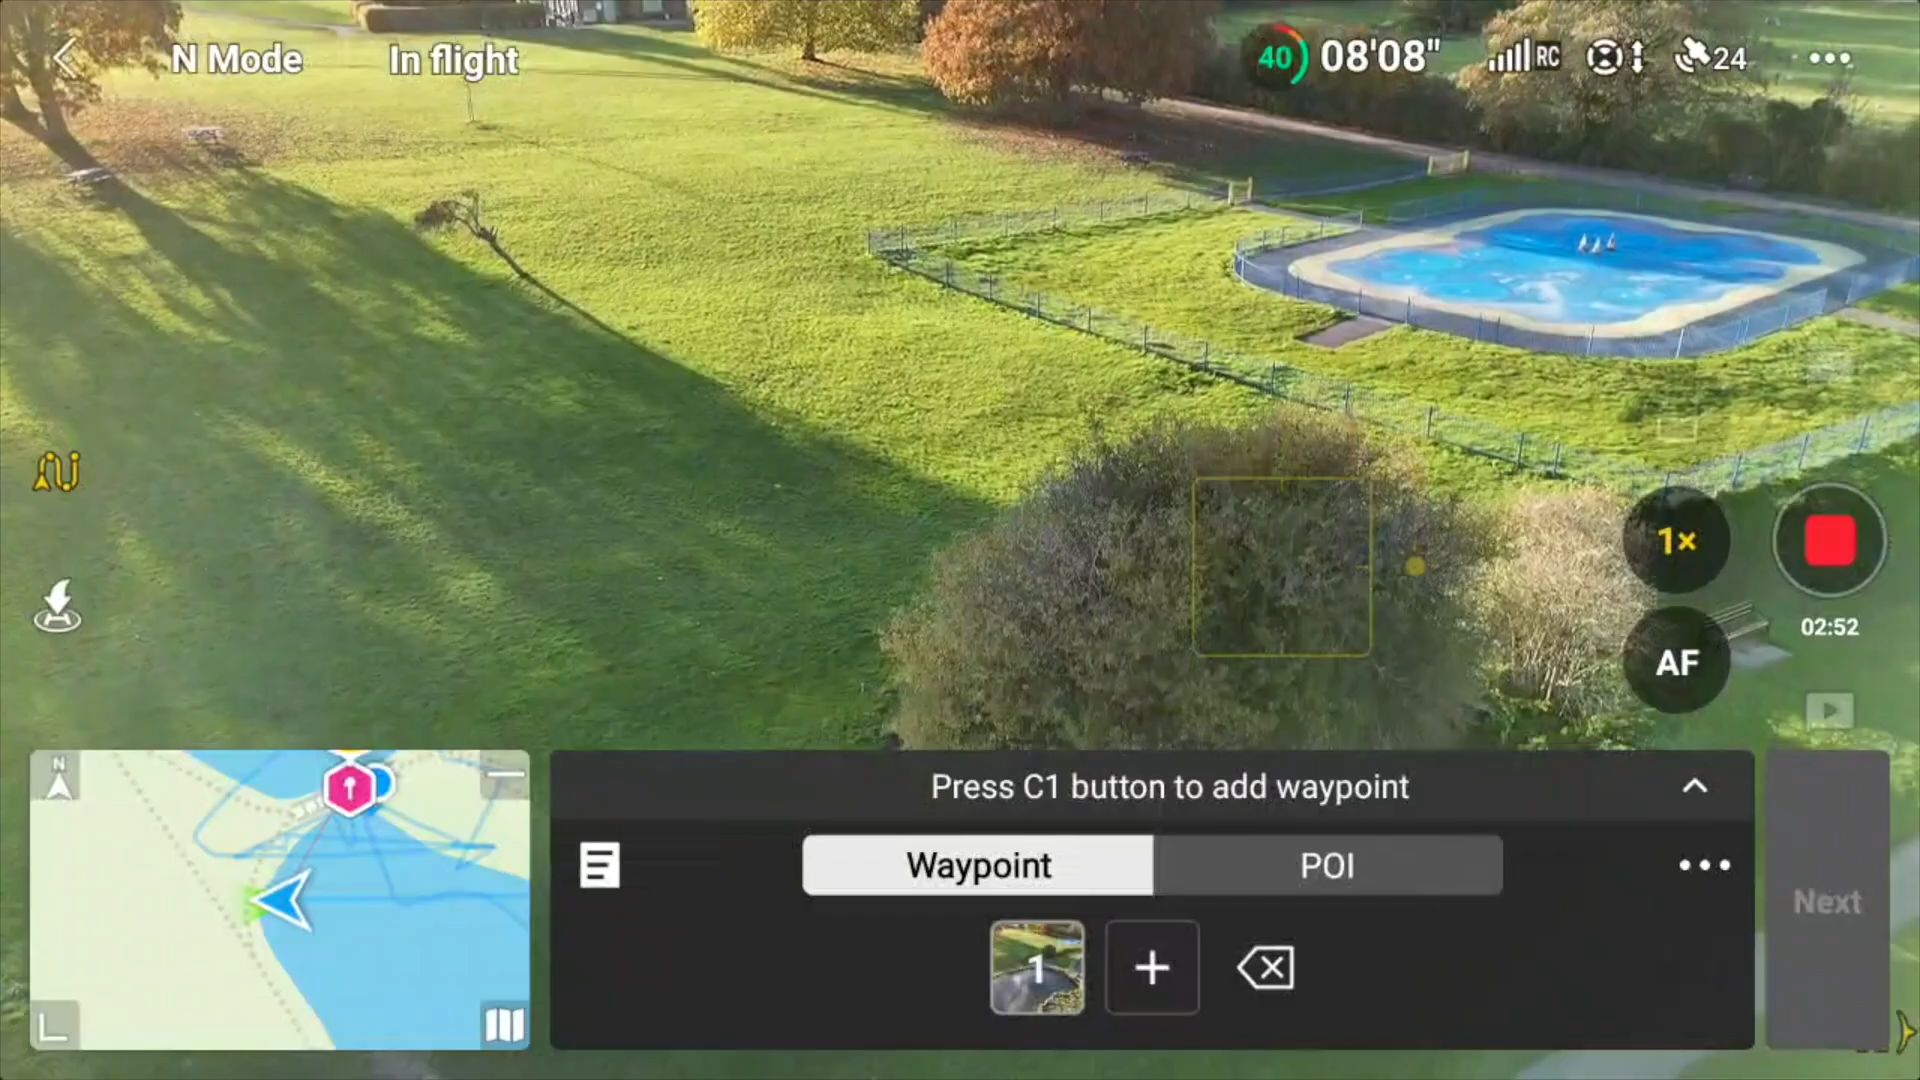 N Mode
In flight
40
08'08"
RC
24
1×
02:52
AF
N
Press C1 button to add waypoint
Waypoint
POI
Next
1